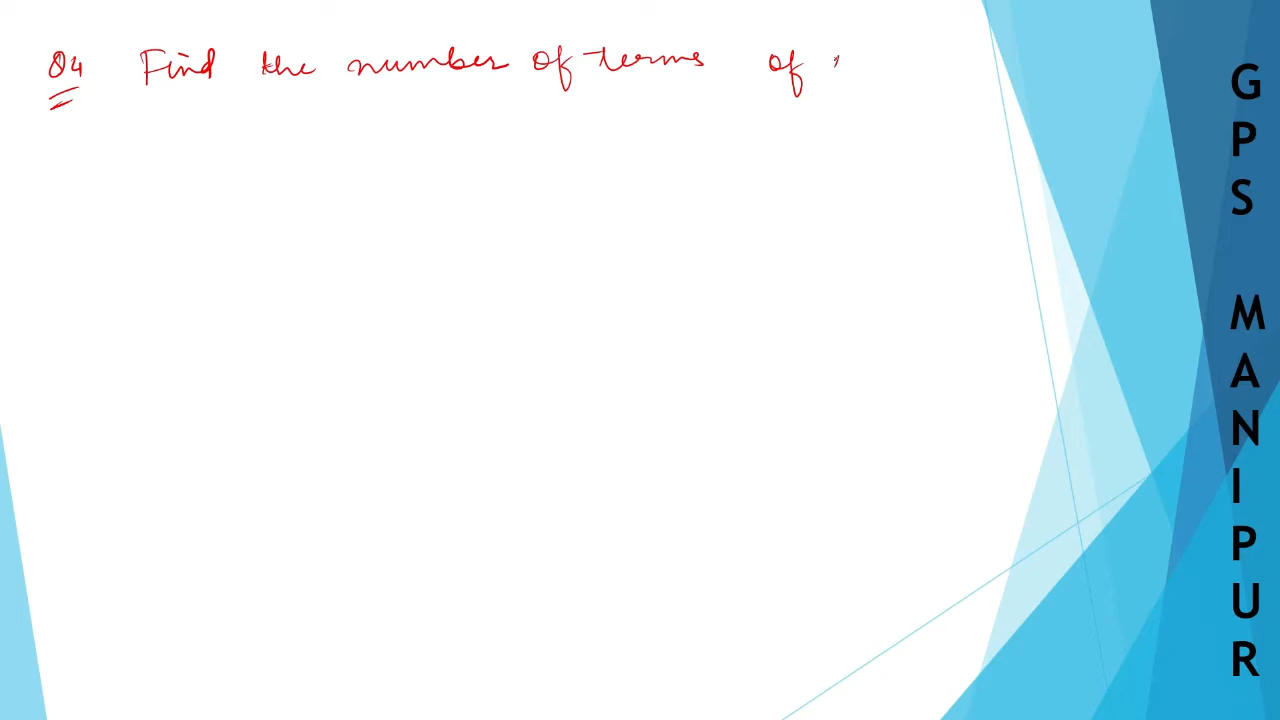 Q4 Find the number of terms of
GPS MANIPUR